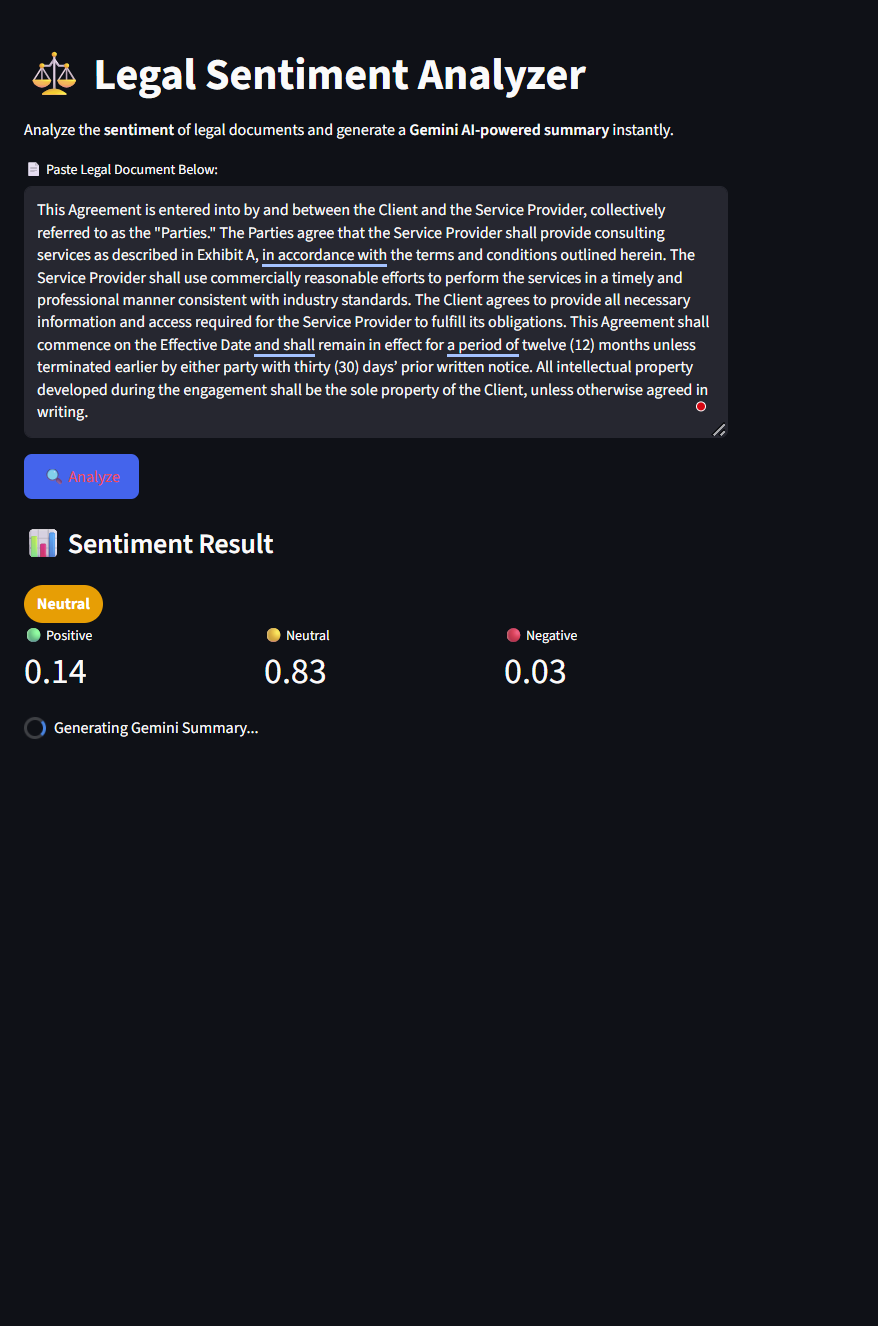 Legal Sentiment Analyzer
Analyze the sentiment of legal documents and generate a Gemini AI-powered summary instantly.
Paste Legal Document Below:
This Agreement is entered into by and between the Client and the Service Provider, collectively
referred to as the "Parties." The Parties agree that the Service Provider shall provide consulting
services as described in Exhibit A, in accordance with the terms and conditions outlined herein. The
Service Provider shall use commercially reasonable efforts to perform the services in a timely and
professional manner consistent with industry standards. The Client agrees to provide all necessary
information and access required for the Service Provider to fulfill its obligations. This Agreement shall
commence on the Effective Date and shall remain in effect for a period of twelve (12) months unless
terminated earlier by either party with thirty (30) days’ prior written notice. All intellectual property
developed during the engagement shall be the sole property of the Client, unless otherwise agreed in
writing.
Analyze
Sentiment Result
Neutral
Positive Neutral Negative
0.14 0.83 0.03
Generating Gemini Summary...